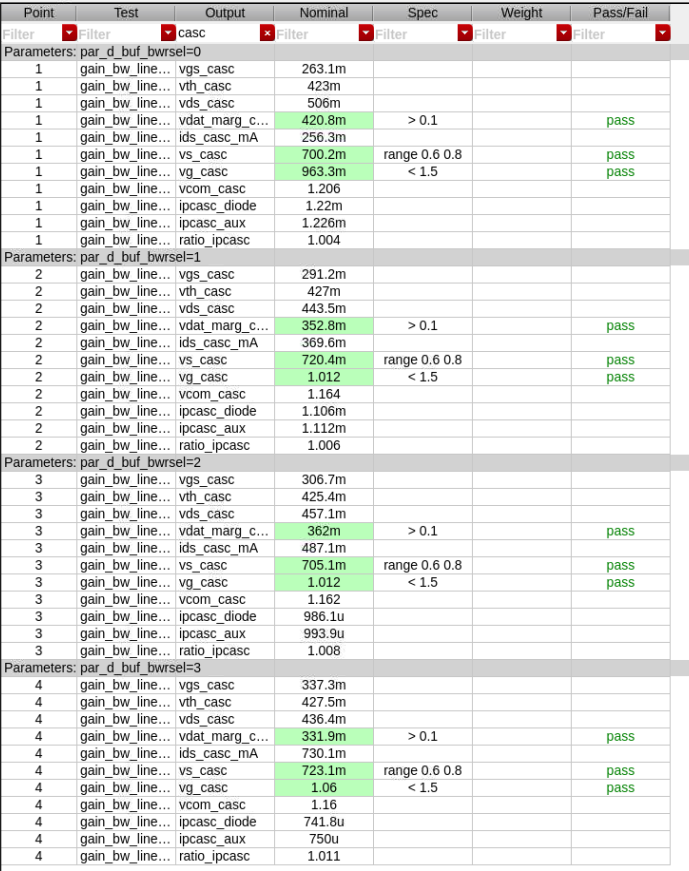 Point Test Output Nominal Spec Weight Pass/Fail
Filter Filter casc Filter Filter Filter Filter
Parameters: par_d_buf_bwrsel=0
1 gain_bw_line... vgs_casc 263.1m
1 gain_bw_line... vth_casc 423m
1 gain_bw_line... vds_casc 506m
1 gain_bw_line... vdat_marg_c... 420.8m > 0.1 pass
1 gain_bw_line... ids_casc_mA 256.3m
1 gain_bw_line... vs_casc 700.2m range 0.6 0.8 pass
1 gain_bw_line... vg_casc 963.3m < 1.5 pass
1 gain_bw_line... vcom_casc 1.206
1 gain_bw_line... ipcasc_diode 1.22m
1 gain_bw_line... ipcasc_aux 1.226m
1 gain_bw_line... ratio_ipcasc 1.004
Parameters: par_d_buf_bwrsel=1
2 gain_bw_line... vgs_casc 291.2m
2 gain_bw_line... vth_casc 427m
2 gain_bw_line... vds_casc 443.5m
2 gain_bw_line... vdat_marg_c... 352.8m > 0.1 pass
2 gain_bw_line... ids_casc_mA 369.6m
2 gain_bw_line... vs_casc 720.4m range 0.6 0.8 pass
2 gain_bw_line... vg_casc 1.012 < 1.5 pass
2 gain_bw_line... vcom_casc 1.164
2 gain_bw_line... ipcasc_diode 1.106m
2 gain_bw_line... ipcasc_aux 1.112m
2 gain_bw_line... ratio_ipcasc 1.006
Parameters: par_d_buf_bwrsel=2
3 gain_bw_line... vgs_casc 306.7m
3 gain_bw_line... vth_casc 425.4m
3 gain_bw_line... vds_casc 457.1m
3 gain_bw_line... vdat_marg_c... 362m > 0.1 pass
3 gain_bw_line... ids_casc_mA 487.1m
3 gain_bw_line... vs_casc 705.1m range 0.6 0.8 pass
3 gain_bw_line... vg_casc 1.012 < 1.5 pass
3 gain_bw_line... vcom_casc 1.162
3 gain_bw_line... ipcasc_diode 986.1u
3 gain_bw_line... ipcasc_aux 993.9u
3 gain_bw_line... ratio_ipcasc 1.008
Parameters: par_d_buf_bwrsel=3
4 gain_bw_line... vgs_casc 337.3m
4 gain_bw_line... vth_casc 427.5m
4 gain_bw_line... vds_casc 436.4m
4 gain_bw_line... vdat_marg_c... 331.9m > 0.1 pass
4 gain_bw_line... ids_casc_mA 730.1m
4 gain_bw_line... vs_casc 723.1m range 0.6 0.8 pass
4 gain_bw_line... vg_casc 1.06 < 1.5 pass
4 gain_bw_line... vcom_casc 1.16
4 gain_bw_line... ipcasc_diode 741.8u
4 gain_bw_line... ipcasc_aux 750u
4 gain_bw_line... ratio_ipcasc 1.011